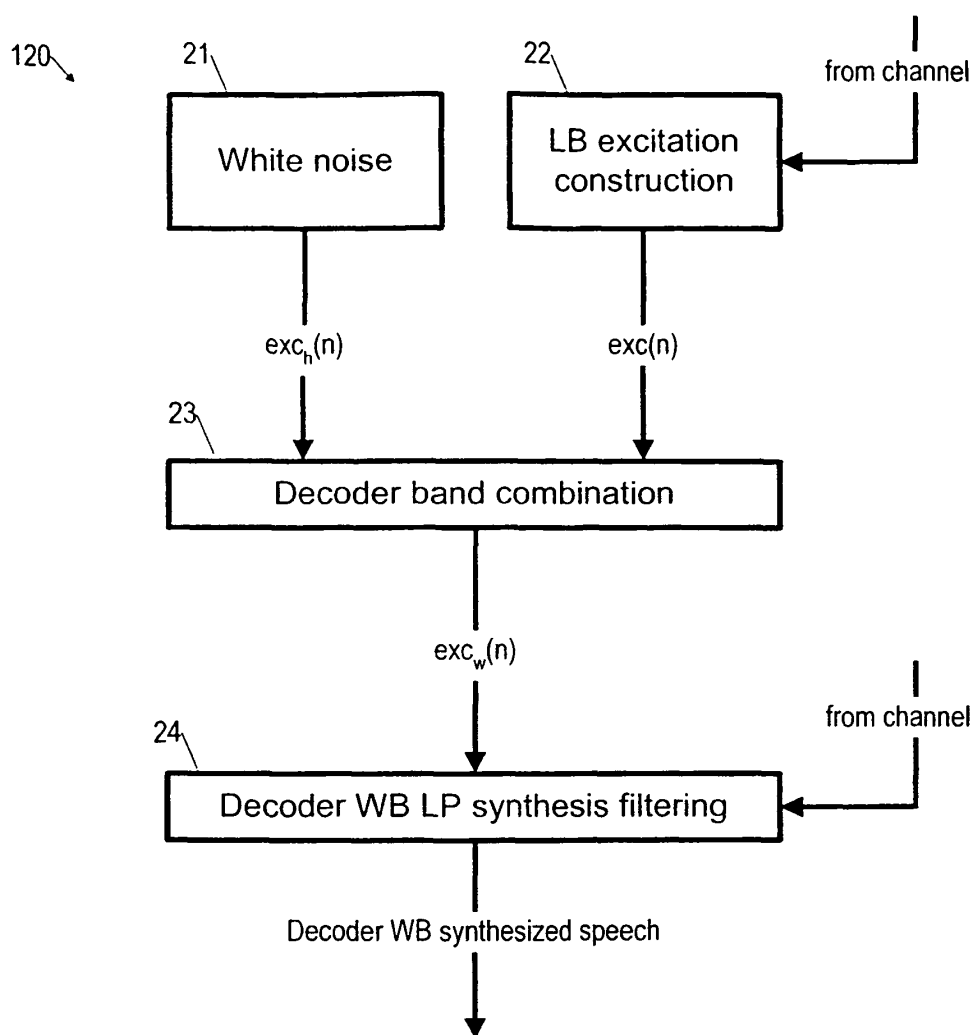 120
21
22
from channel
White noise
LB excitation
construction
exc_h(n)
exc(n)
23
Decoder band combination
exc_w(n)
from channel
24
Decoder WB LP synthesis filtering
Decoder WB synthesized speech